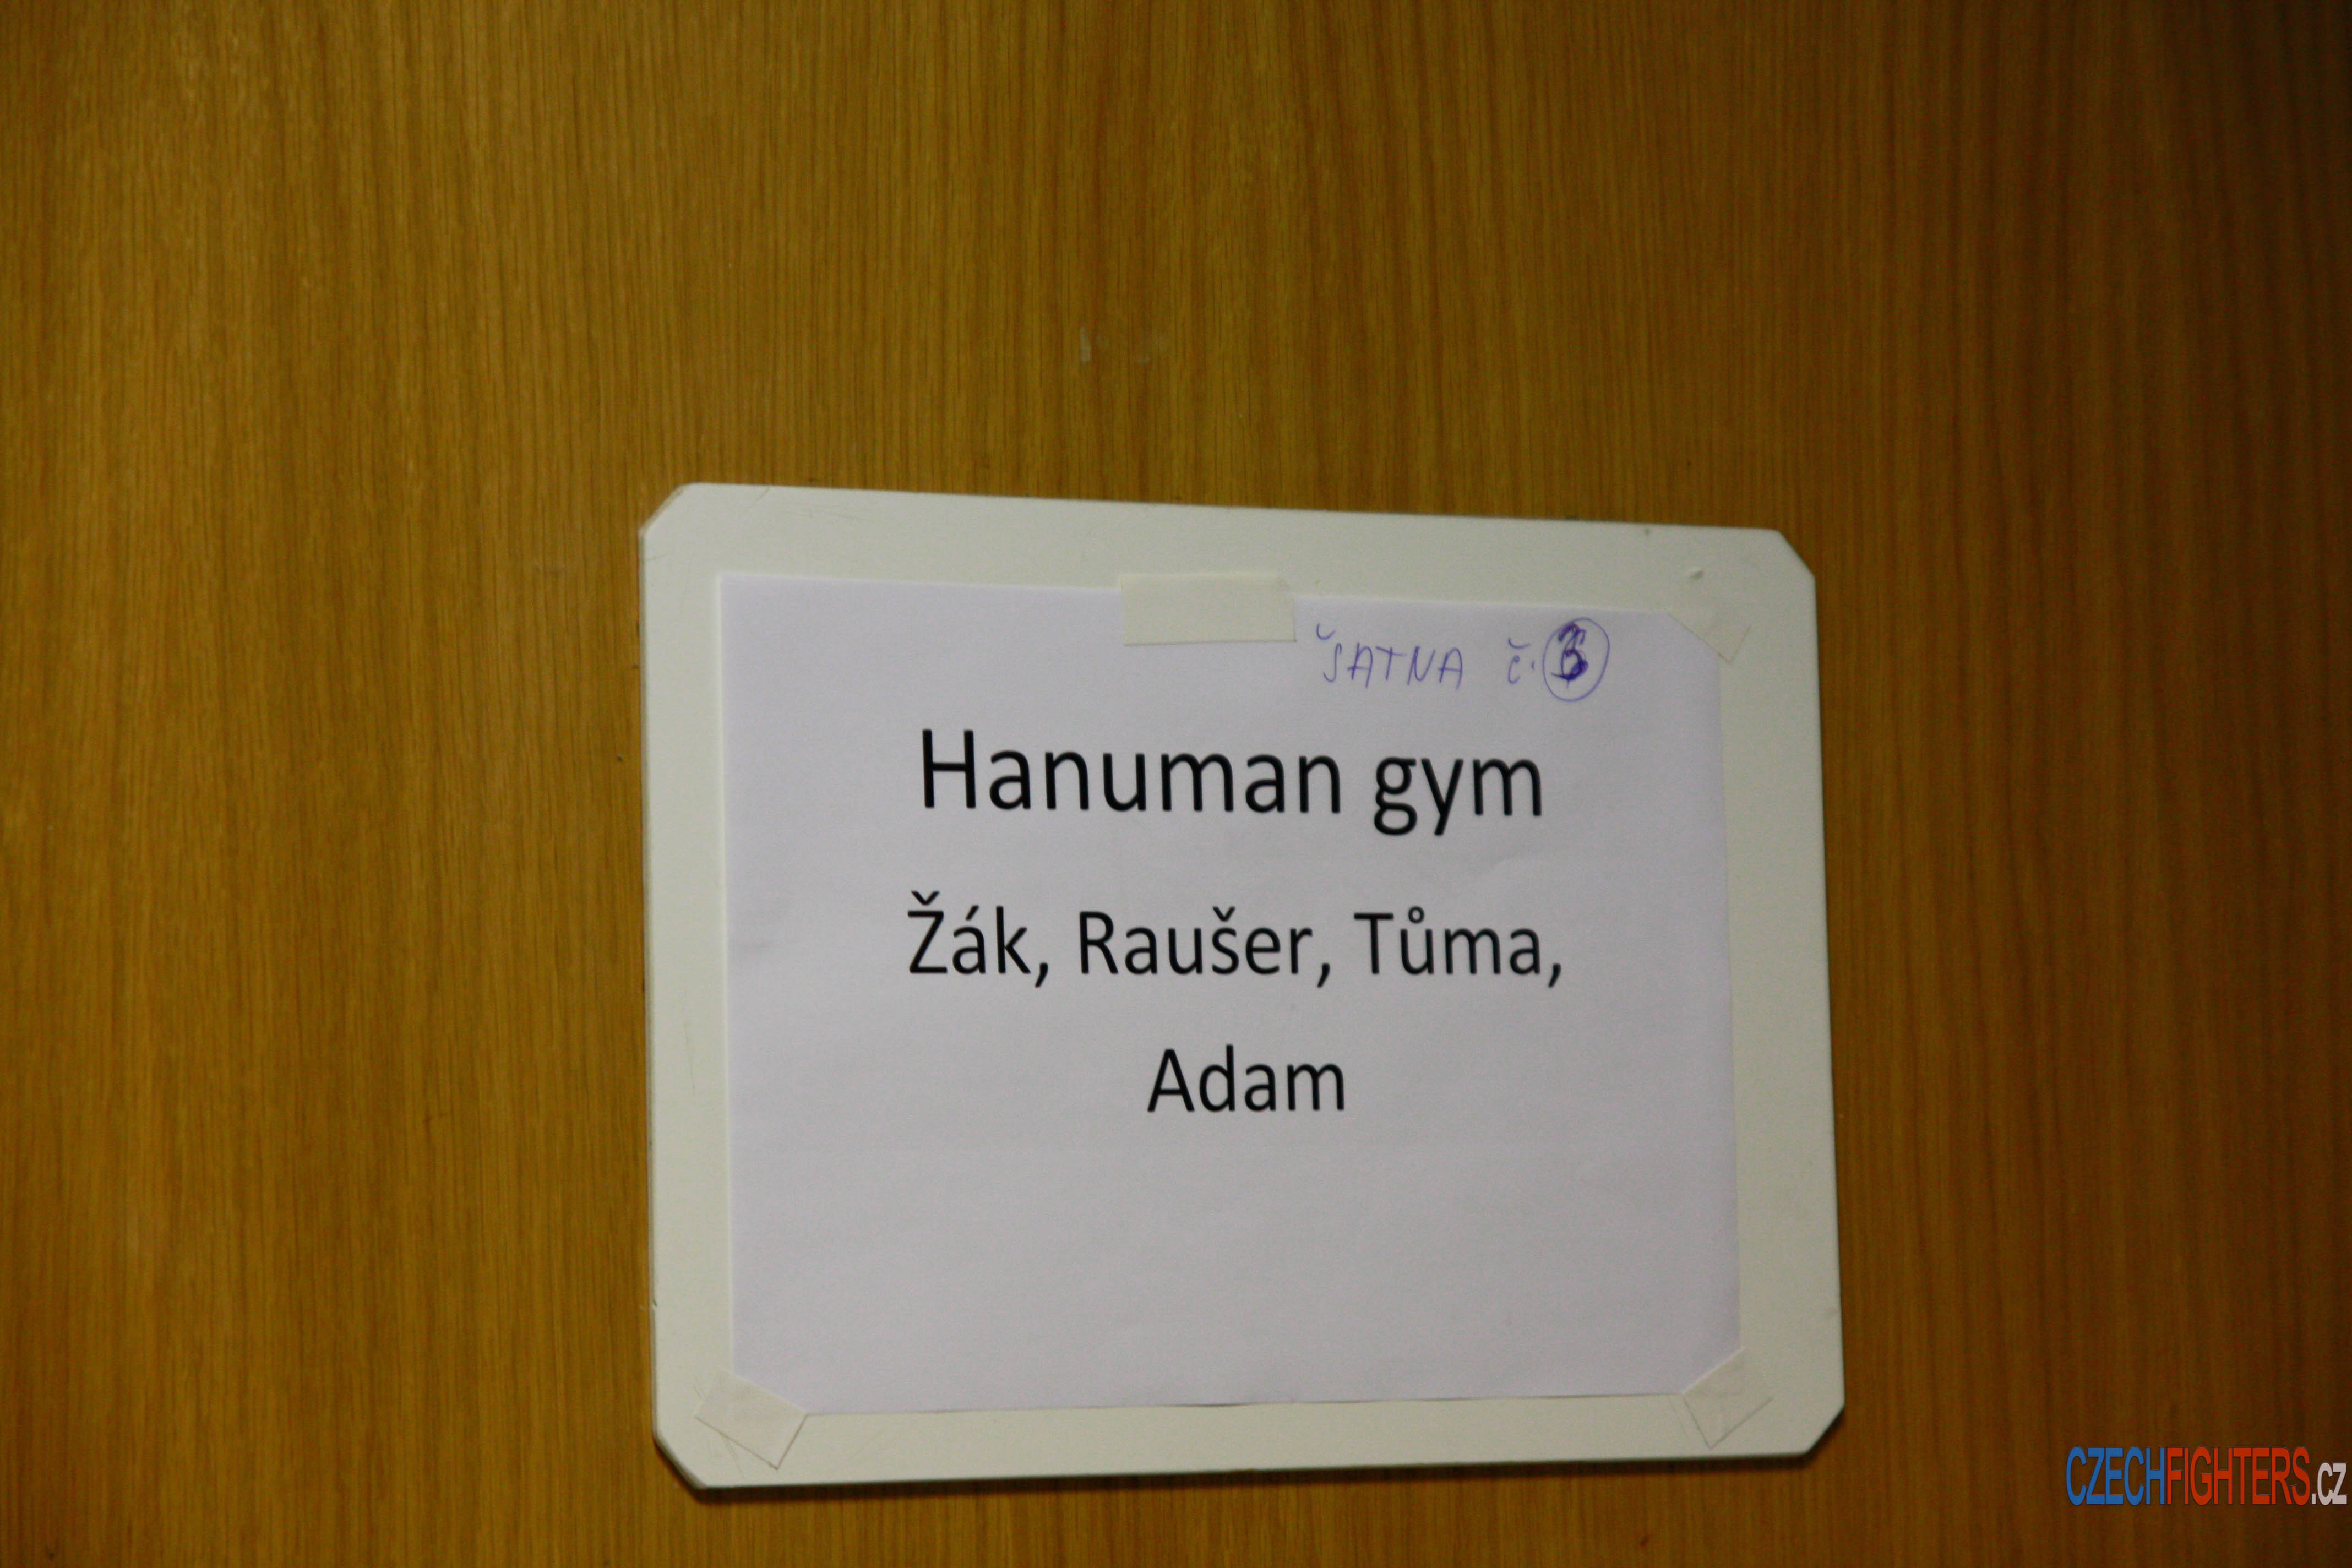 ŠATNA č. 3
Hanuman gym
Žák, Raušer, Tůma,
Adam
CZECHFIGHTERS.CZ